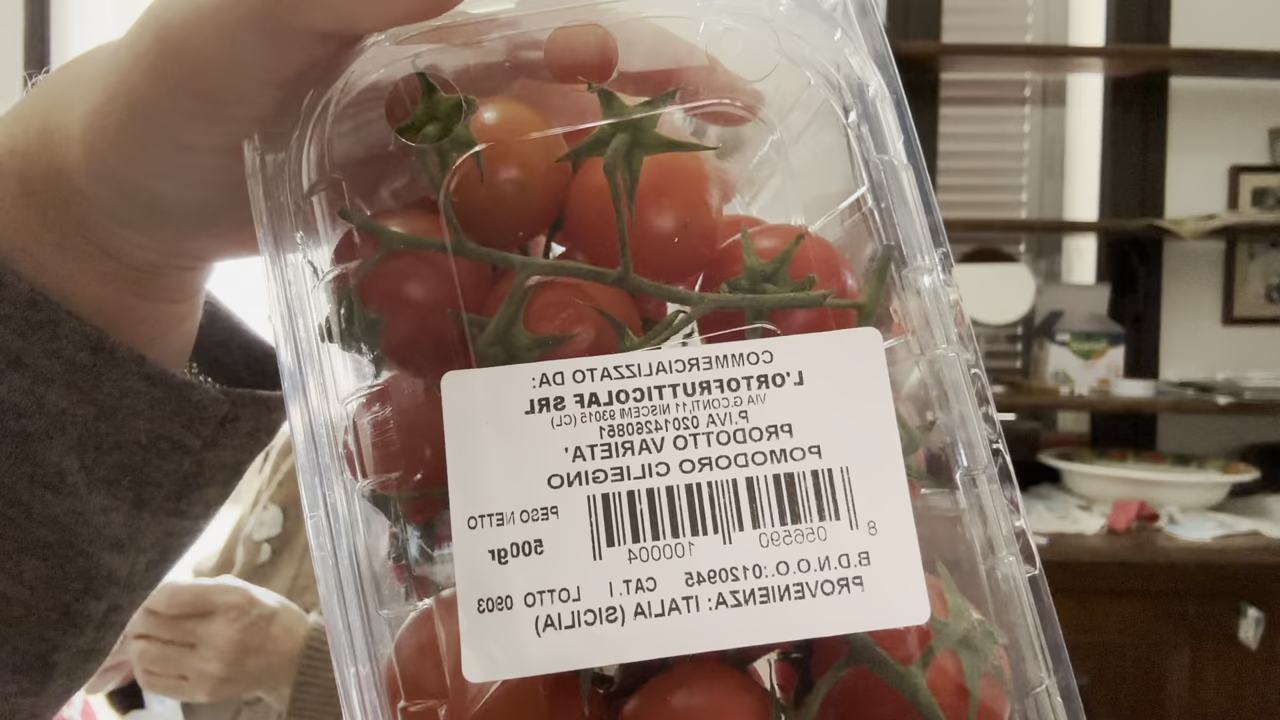 COMMERCIALIZZATO DA:
L'ORTOFRUTTICOLAF SRL
VIA G.CONTI,11 NISCEMI 93015 (CL)
P.IVA 02014260861
PRODOTTO VARIETA'
POMODORO CILIEGINO
PESO NETTO
500gr
8 056590 100004
B.D.N.O.O.:0120945 CAT. I LOTTO 0903
PROVENIENZA: ITALIA (SICILIA)